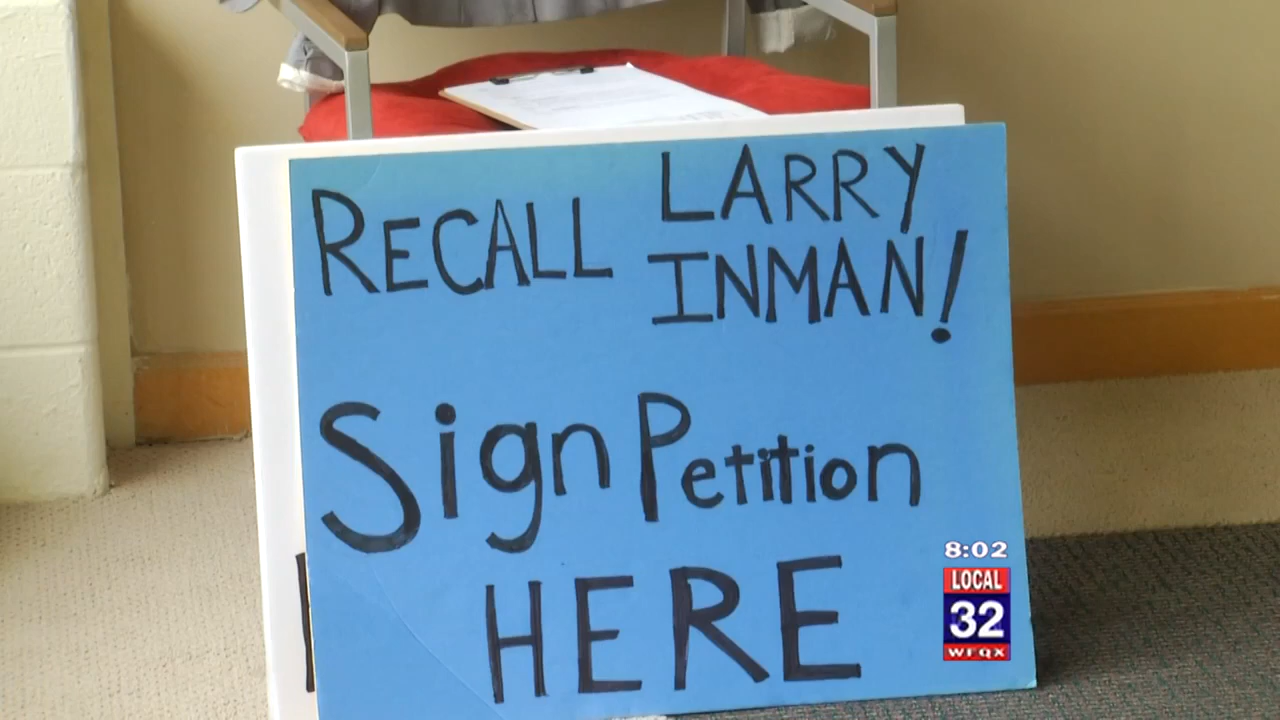 RECALL LARRY
INMAN!
Sign Petition
HERE
8:02
LOCAL
32
WFQX